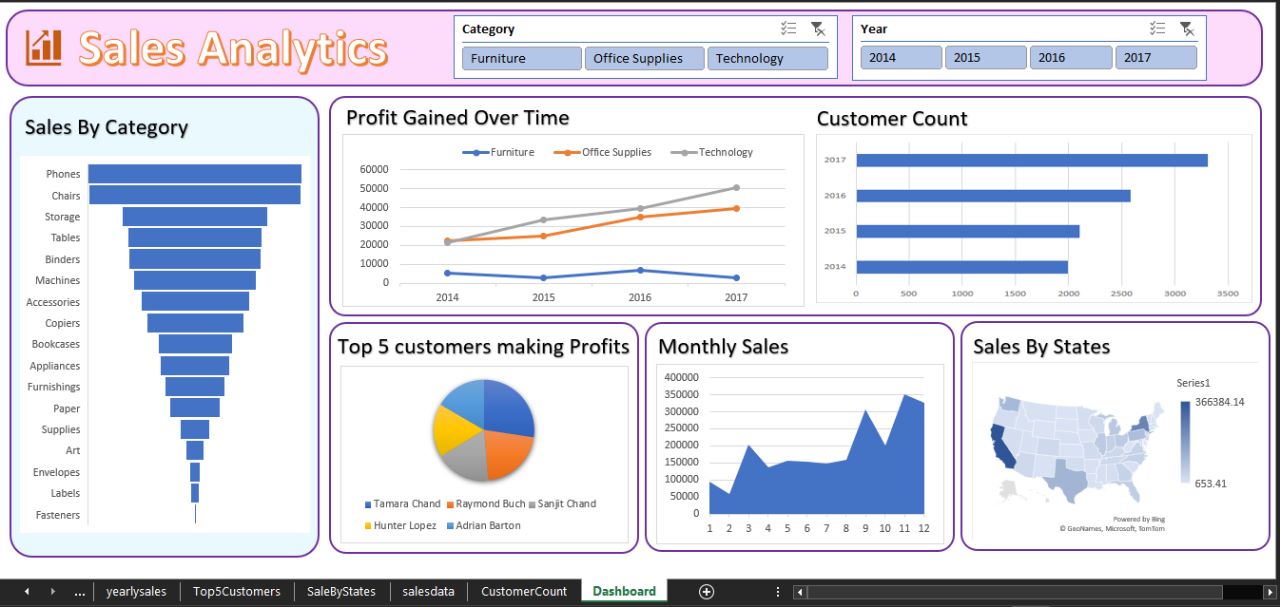 Sales Analytics
Category
Furniture Office Supplies Technology
Year
2014 2015 2016 2017
Sales By Category
Phones
Chairs
Storage
Tables
Binders
Machines
Accessories
Copiers
Bookcases
Appliances
Furnishings
Paper
Supplies
Art
Envelopes
Labels
Fasteners
Profit Gained Over Time
Furniture Office Supplies Technology
60000
50000
40000
30000
20000
10000
0
2014 2015 2016 2017
Customer Count
2017
2016
2015
2014
0 500 1000 1500 2000 2500 3000 3500
Top 5 customers making Profits
Tamara Chand Raymond Buch Sanjit Chand
Hunter Lopez Adrian Barton
Monthly Sales
400000
350000
300000
250000
200000
150000
100000
50000
0
1 2 3 4 5 6 7 8 9 10 11 12
Sales By States
Series1
366384.14
653.41
Powered by Bing
© GeoNames, Microsoft, TomTom
... yearlysales Top5Customers SaleByStates salesdata CustomerCount Dashboard